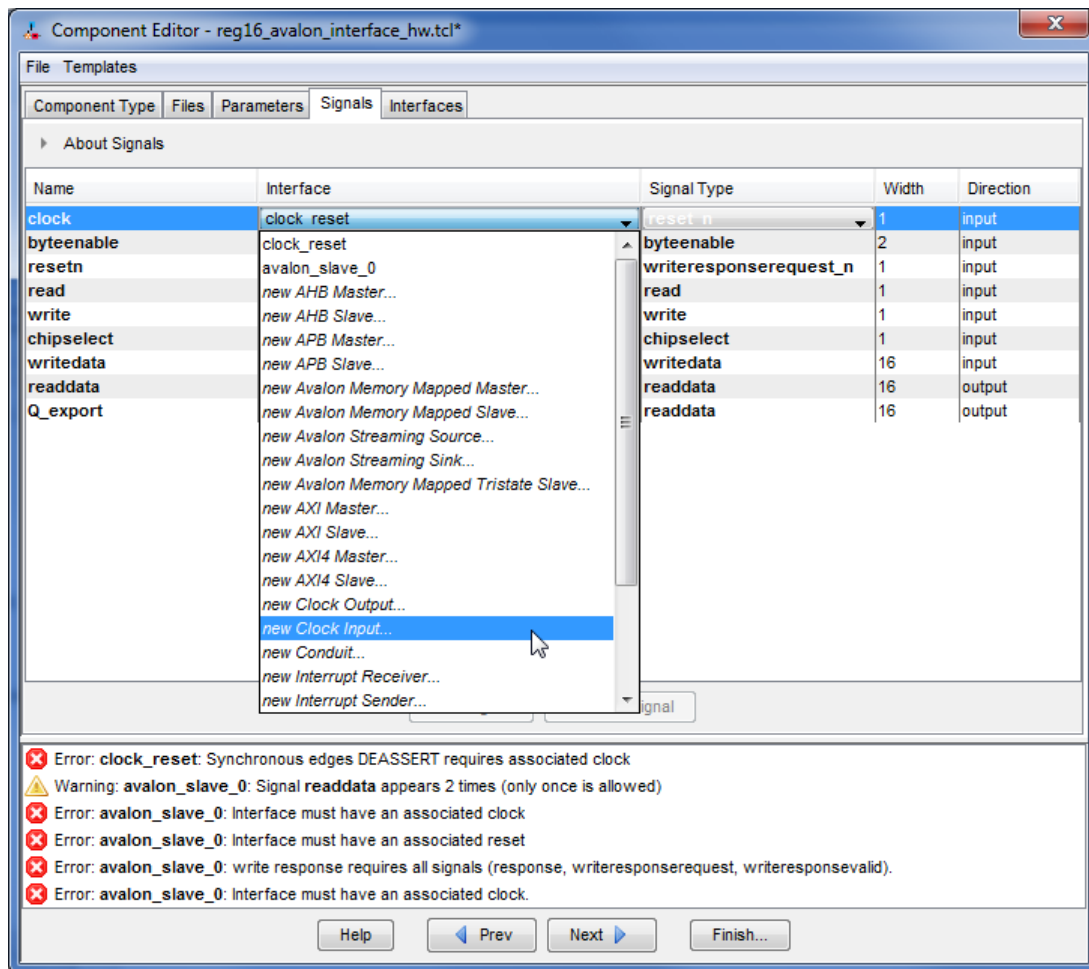 Component Editor - reg16_avalon_interface_hw.tcl*
File Templates
Component Type Files Parameters Signals Interfaces
About Signals
Name Interface Signal Type Width Direction
clock clock_reset reset_n 1 input
byteenable clock_reset byteenable 2 input
resetn avalon_slave_0 writeresponserequest_n 1 input
read new AHB Master... read 1 input
write new AHB Slave... write 1 input
chipselect new APB Master... chipselect 1 input
writedata new APB Slave... writedata 16 input
readdata new Avalon Memory Mapped Master... readdata 16 output
Q_export new Avalon Memory Mapped Slave... readdata 16 output
new Avalon Streaming Source...
new Avalon Streaming Sink...
new Avalon Memory Mapped Tristate Slave...
new AXI Master...
new AXI Slave...
new AXI4 Master...
new AXI4 Slave...
new Clock Output...
new Clock Input...
new Conduit...
new Interrupt Receiver...
new Interrupt Sender...
Error: clock_reset: Synchronous edges DEASSERT requires associated clock
Warning: avalon_slave_0: Signal readdata appears 2 times (only once is allowed)
Error: avalon_slave_0: Interface must have an associated clock
Error: avalon_slave_0: Interface must have an associated reset
Error: avalon_slave_0: write response requires all signals (response, writeresponserequest, writeresponsevalid).
Error: avalon_slave_0: Interface must have an associated clock.
Help Prev Next Finish...